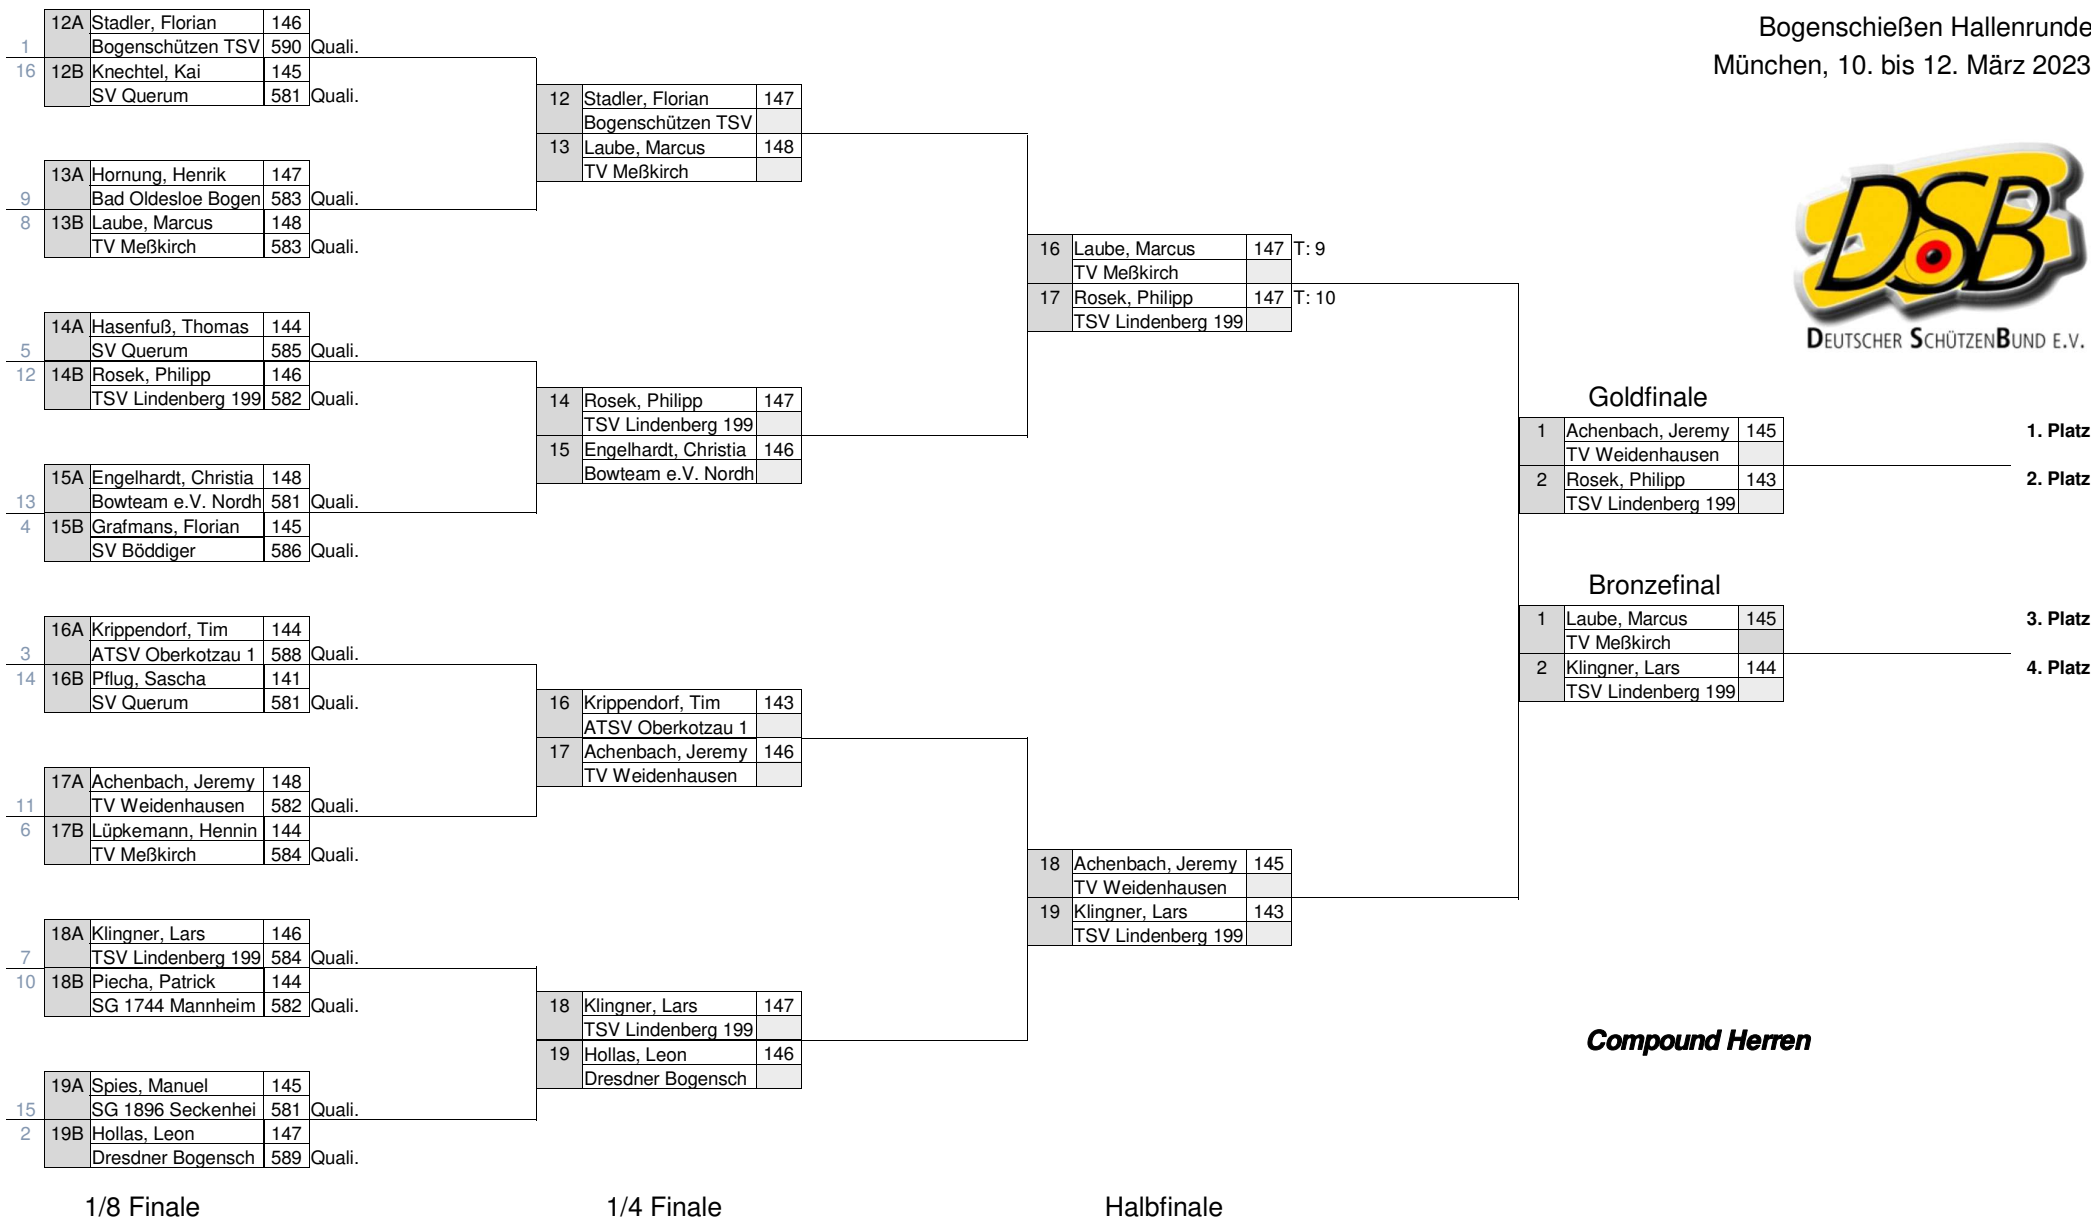 Bogenschießen Hallenrunde
München, 10. bis 12. März 2023
DSB
DEUTSCHER SCHÜTZENBUND E.V.
12A Stadler, Florian 146
1 Bogenschützen TSV 590 Quali.
16 12B Knechtel, Kai 145
SV Querum 581 Quali.
13A Hornung, Henrik 147
9 Bad Oldesloe Bogen 583 Quali.
8 13B Laube, Marcus 148
TV Meßkirch 583 Quali.
14A Hasenfuß, Thomas 144
5 SV Querum 585 Quali.
12 14B Rosek, Philipp 146
TSV Lindenberg 199 582 Quali.
15A Engelhardt, Christia 148
13 Bowteam e.V. Nordh 581 Quali.
4 15B Grafmans, Florian 145
SV Böddiger 586 Quali.
16A Krippendorf, Tim 144
3 ATSV Oberkotzau 1 588 Quali.
14 16B Pflug, Sascha 141
SV Querum 581 Quali.
17A Achenbach, Jeremy 148
11 TV Weidenhausen 582 Quali.
6 17B Lüpkemann, Hennin 144
TV Meßkirch 584 Quali.
18A Klingner, Lars 146
7 TSV Lindenberg 199 584 Quali.
10 18B Piecha, Patrick 144
SG 1744 Mannheim 582 Quali.
19A Spies, Manuel 145
15 SG 1896 Seckenhei 581 Quali.
2 19B Hollas, Leon 147
Dresdner Bogensch 589 Quali.
1/8 Finale
12 Stadler, Florian 147
Bogenschützen TSV
13 Laube, Marcus 148
TV Meßkirch
14 Rosek, Philipp 147
TSV Lindenberg 199
15 Engelhardt, Christia 146
Bowteam e.V. Nordh
16 Krippendorf, Tim 143
ATSV Oberkotzau 1
17 Achenbach, Jeremy 146
TV Weidenhausen
18 Klingner, Lars 147
TSV Lindenberg 199
19 Hollas, Leon 146
Dresdner Bogensch
1/4 Finale
16 Laube, Marcus 147 T: 9
TV Meßkirch
17 Rosek, Philipp 147 T: 10
TSV Lindenberg 199
18 Achenbach, Jeremy 145
TV Weidenhausen
19 Klingner, Lars 143
TSV Lindenberg 199
Halbfinale
Goldfinale
1 Achenbach, Jeremy 145 1. Platz
TV Weidenhausen
2 Rosek, Philipp 143 2. Platz
TSV Lindenberg 199
Bronzefinal
1 Laube, Marcus 145 3. Platz
TV Meßkirch
2 Klingner, Lars 144 4. Platz
TSV Lindenberg 199
Compound Herren